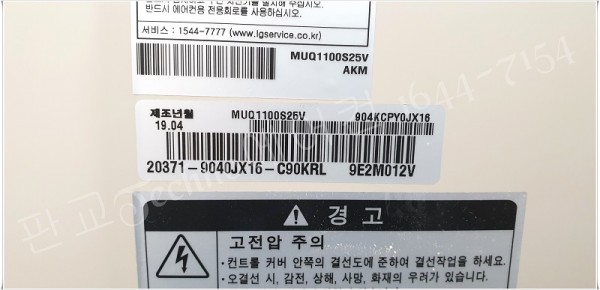 반드시 에어컨용 전용회로를 사용하십시오.
서비스 : 1544-7777 (www.lgservice.co.kr)
MUQ1100S25V
AKM
제조년월
19.04
MUQ1100S25V
904KCPY0JX16
20371-9040JX16-C90KRL
9E2M012V
경고
고전압 주의
·컨트롤 커버 안쪽의 결선도에 준하여 결선작업을 하세요.
·오결선 시, 감전, 상해, 사망, 화재의 우려가 있습니다.
판교
1644-7154